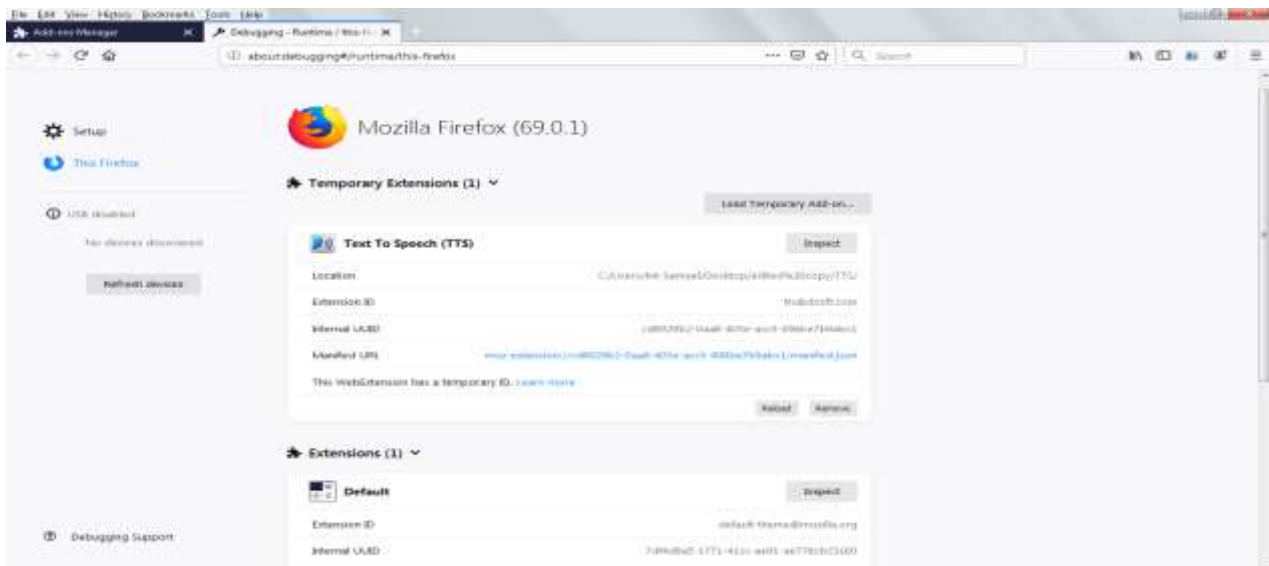 File Edit View History Bookmarks Tools Help
Add-ons Manager
Debugging - Runtime / this-fi
about:debugging#/runtime/this-firefox
Search
Mozilla Firefox (69.0.1)
Setup
This Firefox
Temporary Extensions (1)
Load Temporary Add-on...
USB disabled
Text To Speech (TTS)
Inspect
No devices discovered
Location
Refresh devices
Extension ID
Internal UUID
Manifest URL
This WebExtension has a temporary ID. Learn more
Reload Remove
Extensions (1)
Default
Inspect
Extension ID default-theme@mozilla.org
Debugging Support
Internal UUID